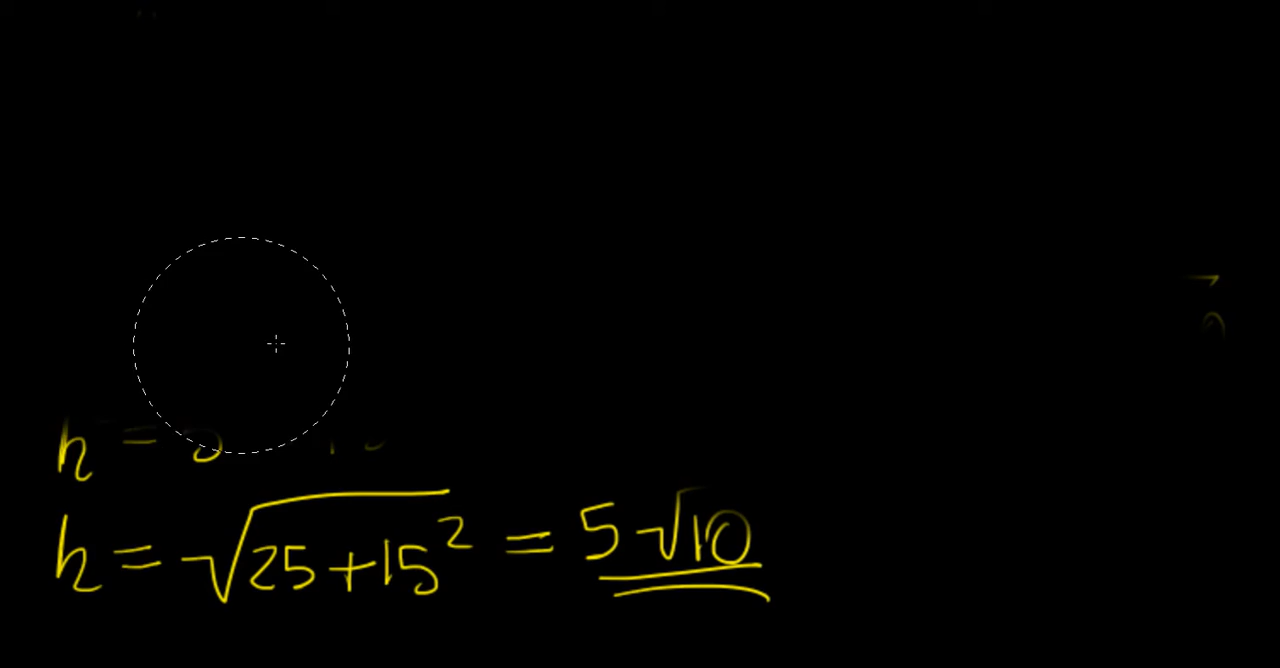 h =
h = √25+15² = 5√10